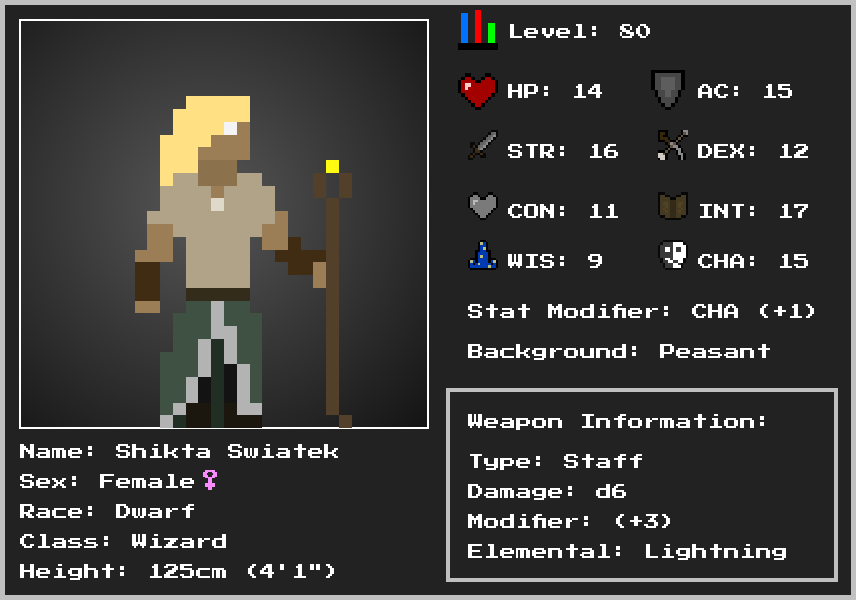 Level: 80
HP: 14
AC: 15
STR: 16
DEX: 12
CON: 11
INT: 17
WIS: 9
CHA: 15
Stat Modifier: CHA (+1)
Background: Peasant
Weapon Information:
Type: Staff
Damage: d6
Modifier: (+3)
Elemental: Lightning
Name: Shikta Swiatek
Sex: Female♀
Race: Dwarf
Class: Wizard
Height: 125cm (4'1")